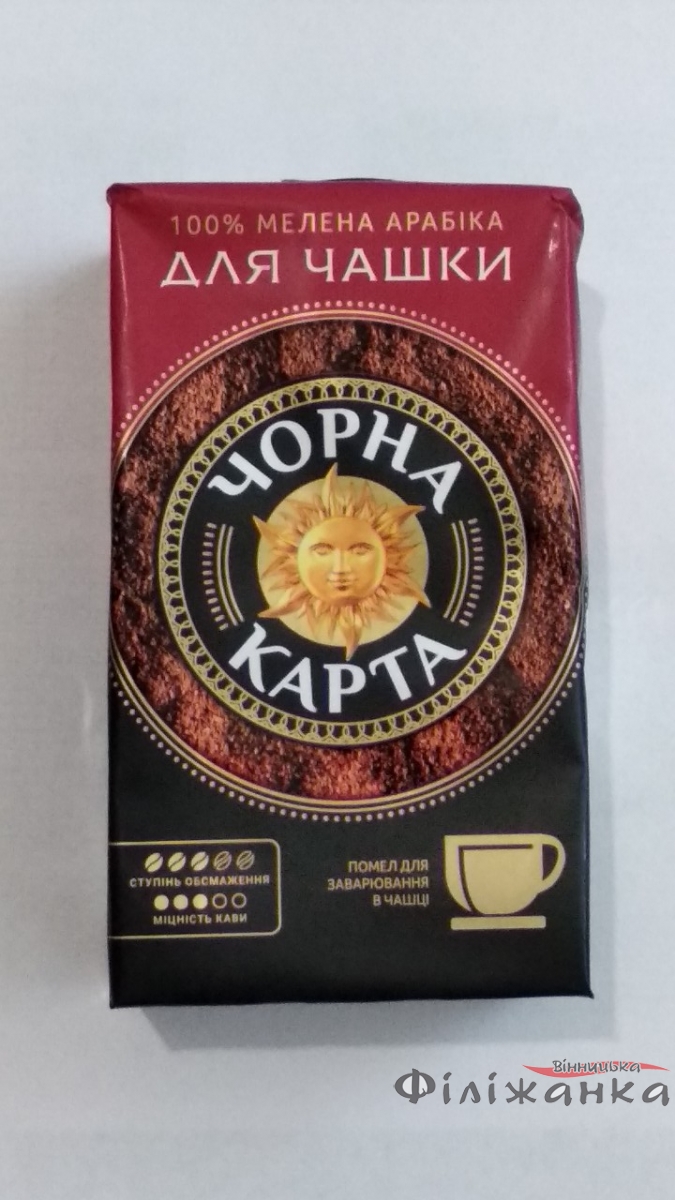 100% МЕЛЕНА АРАБІКА
ДЛЯ ЧАШКИ
ЧОРНА
КАРТА
СТУПІНЬ ОБСМАЖЕННЯ
МІЦНІСТЬ КАВИ
ПОМЕЛ ДЛЯ
ЗАВАРЮВАННЯ
В ЧАШЦІ
Вінницька
Філіжанка